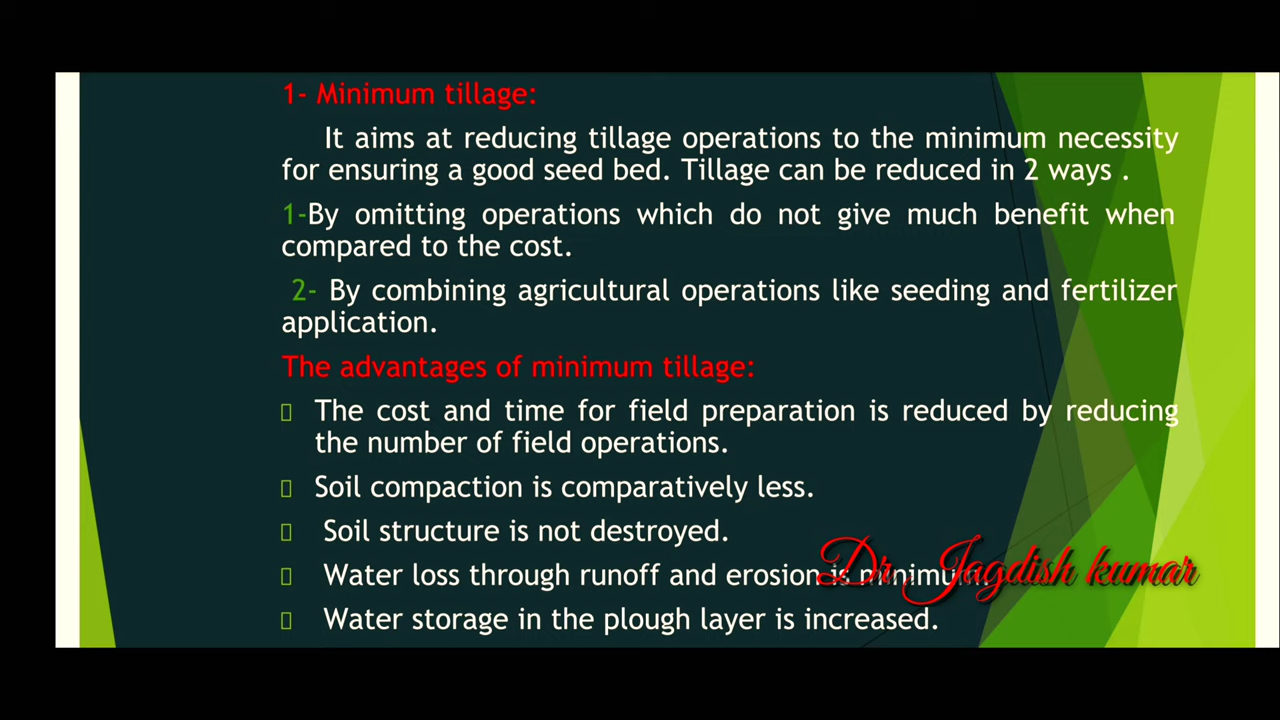 1- Minimum tillage:
It aims at reducing tillage operations to the minimum necessity
for ensuring a good seed bed. Tillage can be reduced in 2 ways .
1-By omitting operations which do not give much benefit when
compared to the cost.
2- By combining agricultural operations like seeding and fertilizer
application.
The advantages of minimum tillage:
The cost and time for field preparation is reduced by reducing
the number of field operations.
Soil compaction is comparatively less.
Soil structure is not destroyed.
Water loss through runoff and erosion is minimum.
Dr Jagdish kumar
Water storage in the plough layer is increased.